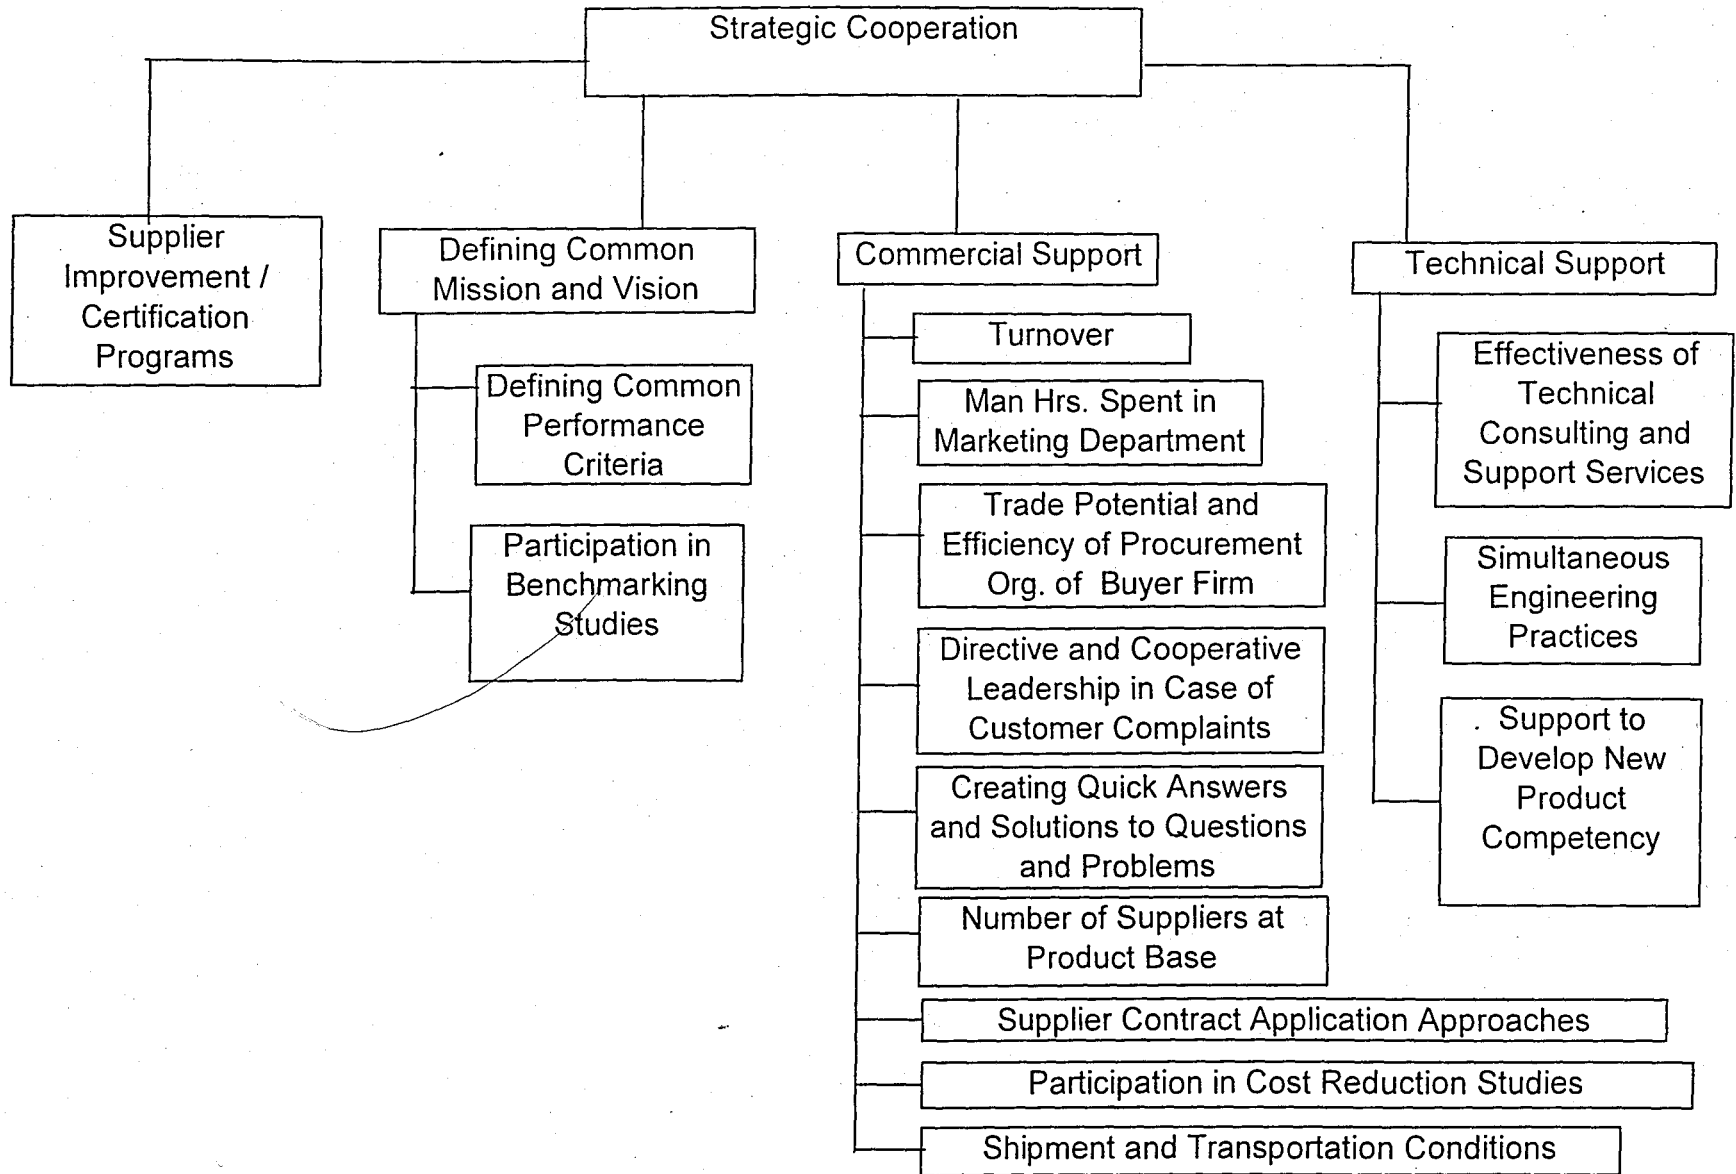 Strategic Cooperation
Supplier
Improvement /
Certification
Programs
Defining Common
Mission and Vision
Defining Common
Performance
Criteria
Participation in
Benchmarking
Studies
Commercial Support
Turnover
Man Hrs. Spent in
Marketing Department
Trade Potential and
Efficiency of Procurement
Org. of Buyer Firm
Directive and Cooperative
Leadership in Case of
Customer Complaints
Creating Quick Answers
and Solutions to Questions
and Problems
Number of Suppliers at
Product Base
Supplier Contract Application Approaches
Participation in Cost Reduction Studies
Shipment and Transportation Conditions
Technical Support
Effectiveness of
Technical
Consulting and
Support Services
Simultaneous
Engineering
Practices
Support to
Develop New
Product
Competency